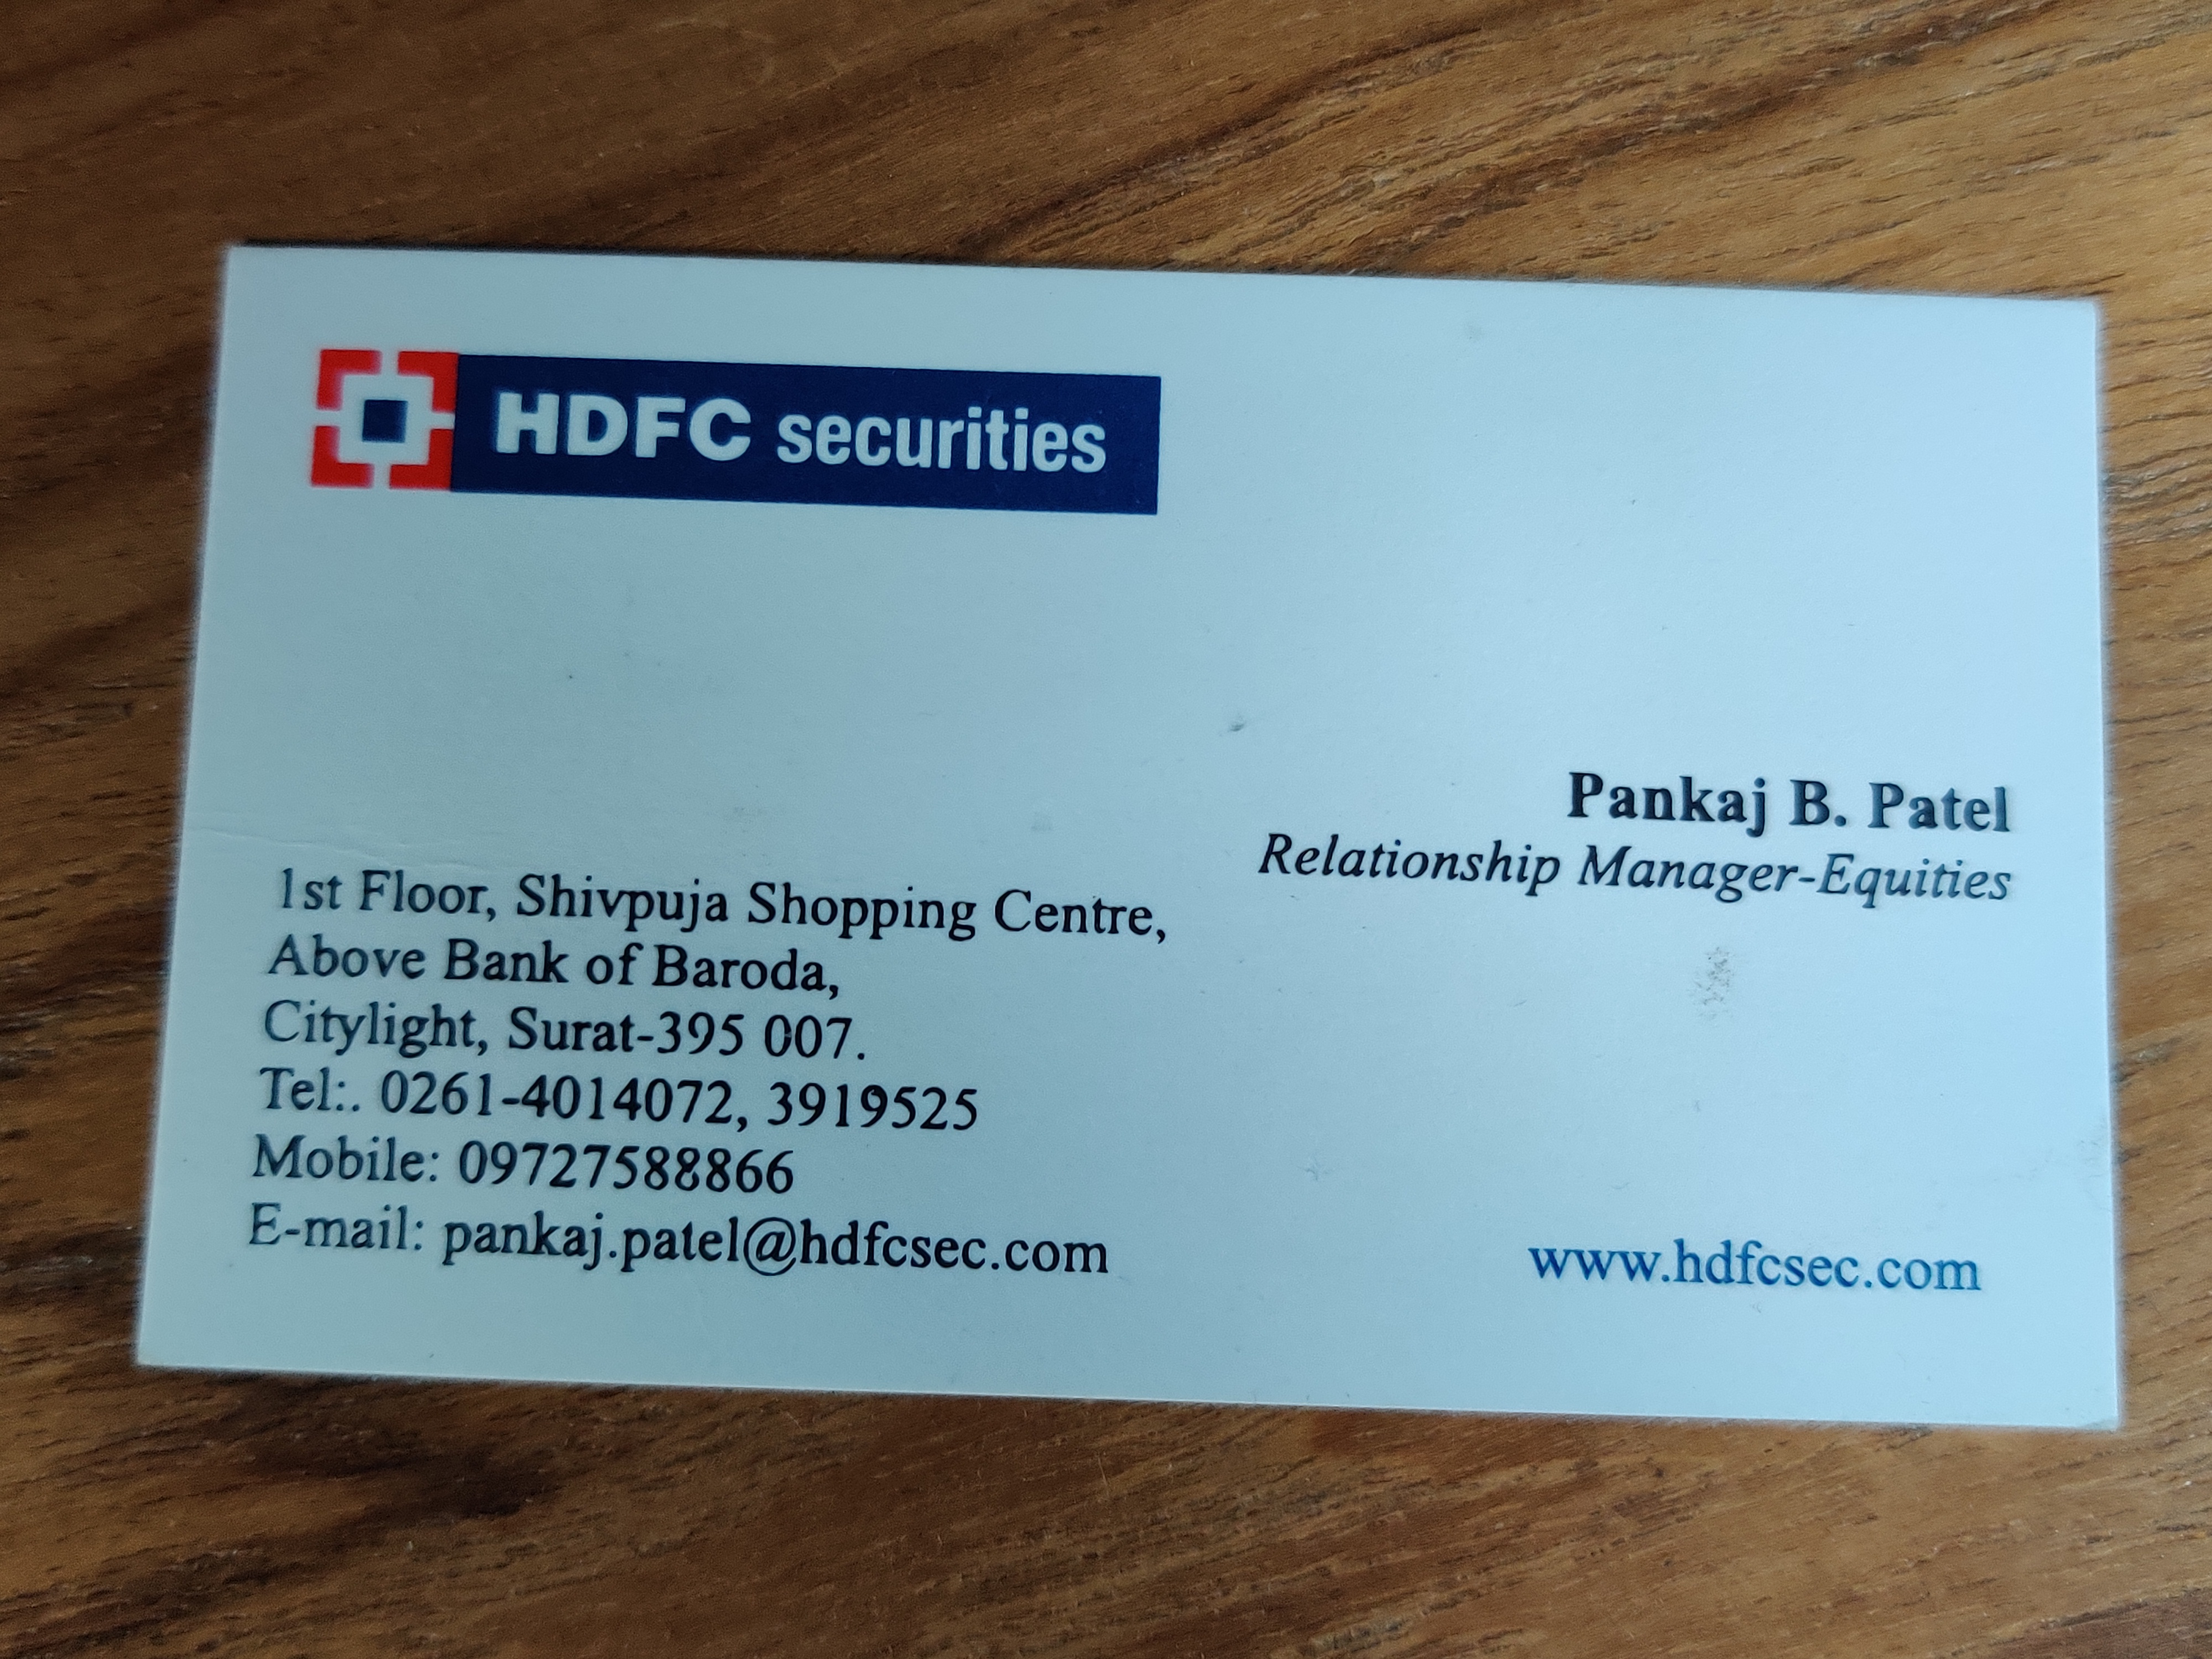 HDFC securities
Pankaj B. Patel
Relationship Manager-Equities
1st Floor, Shivpuja Shopping Centre,
Above Bank of Baroda,
Citylight, Surat-395 007.
Tel:. 0261-4014072, 3919525
Mobile: 09727588866
E-mail: pankaj.patel@hdfcsec.com
www.hdfcsec.com